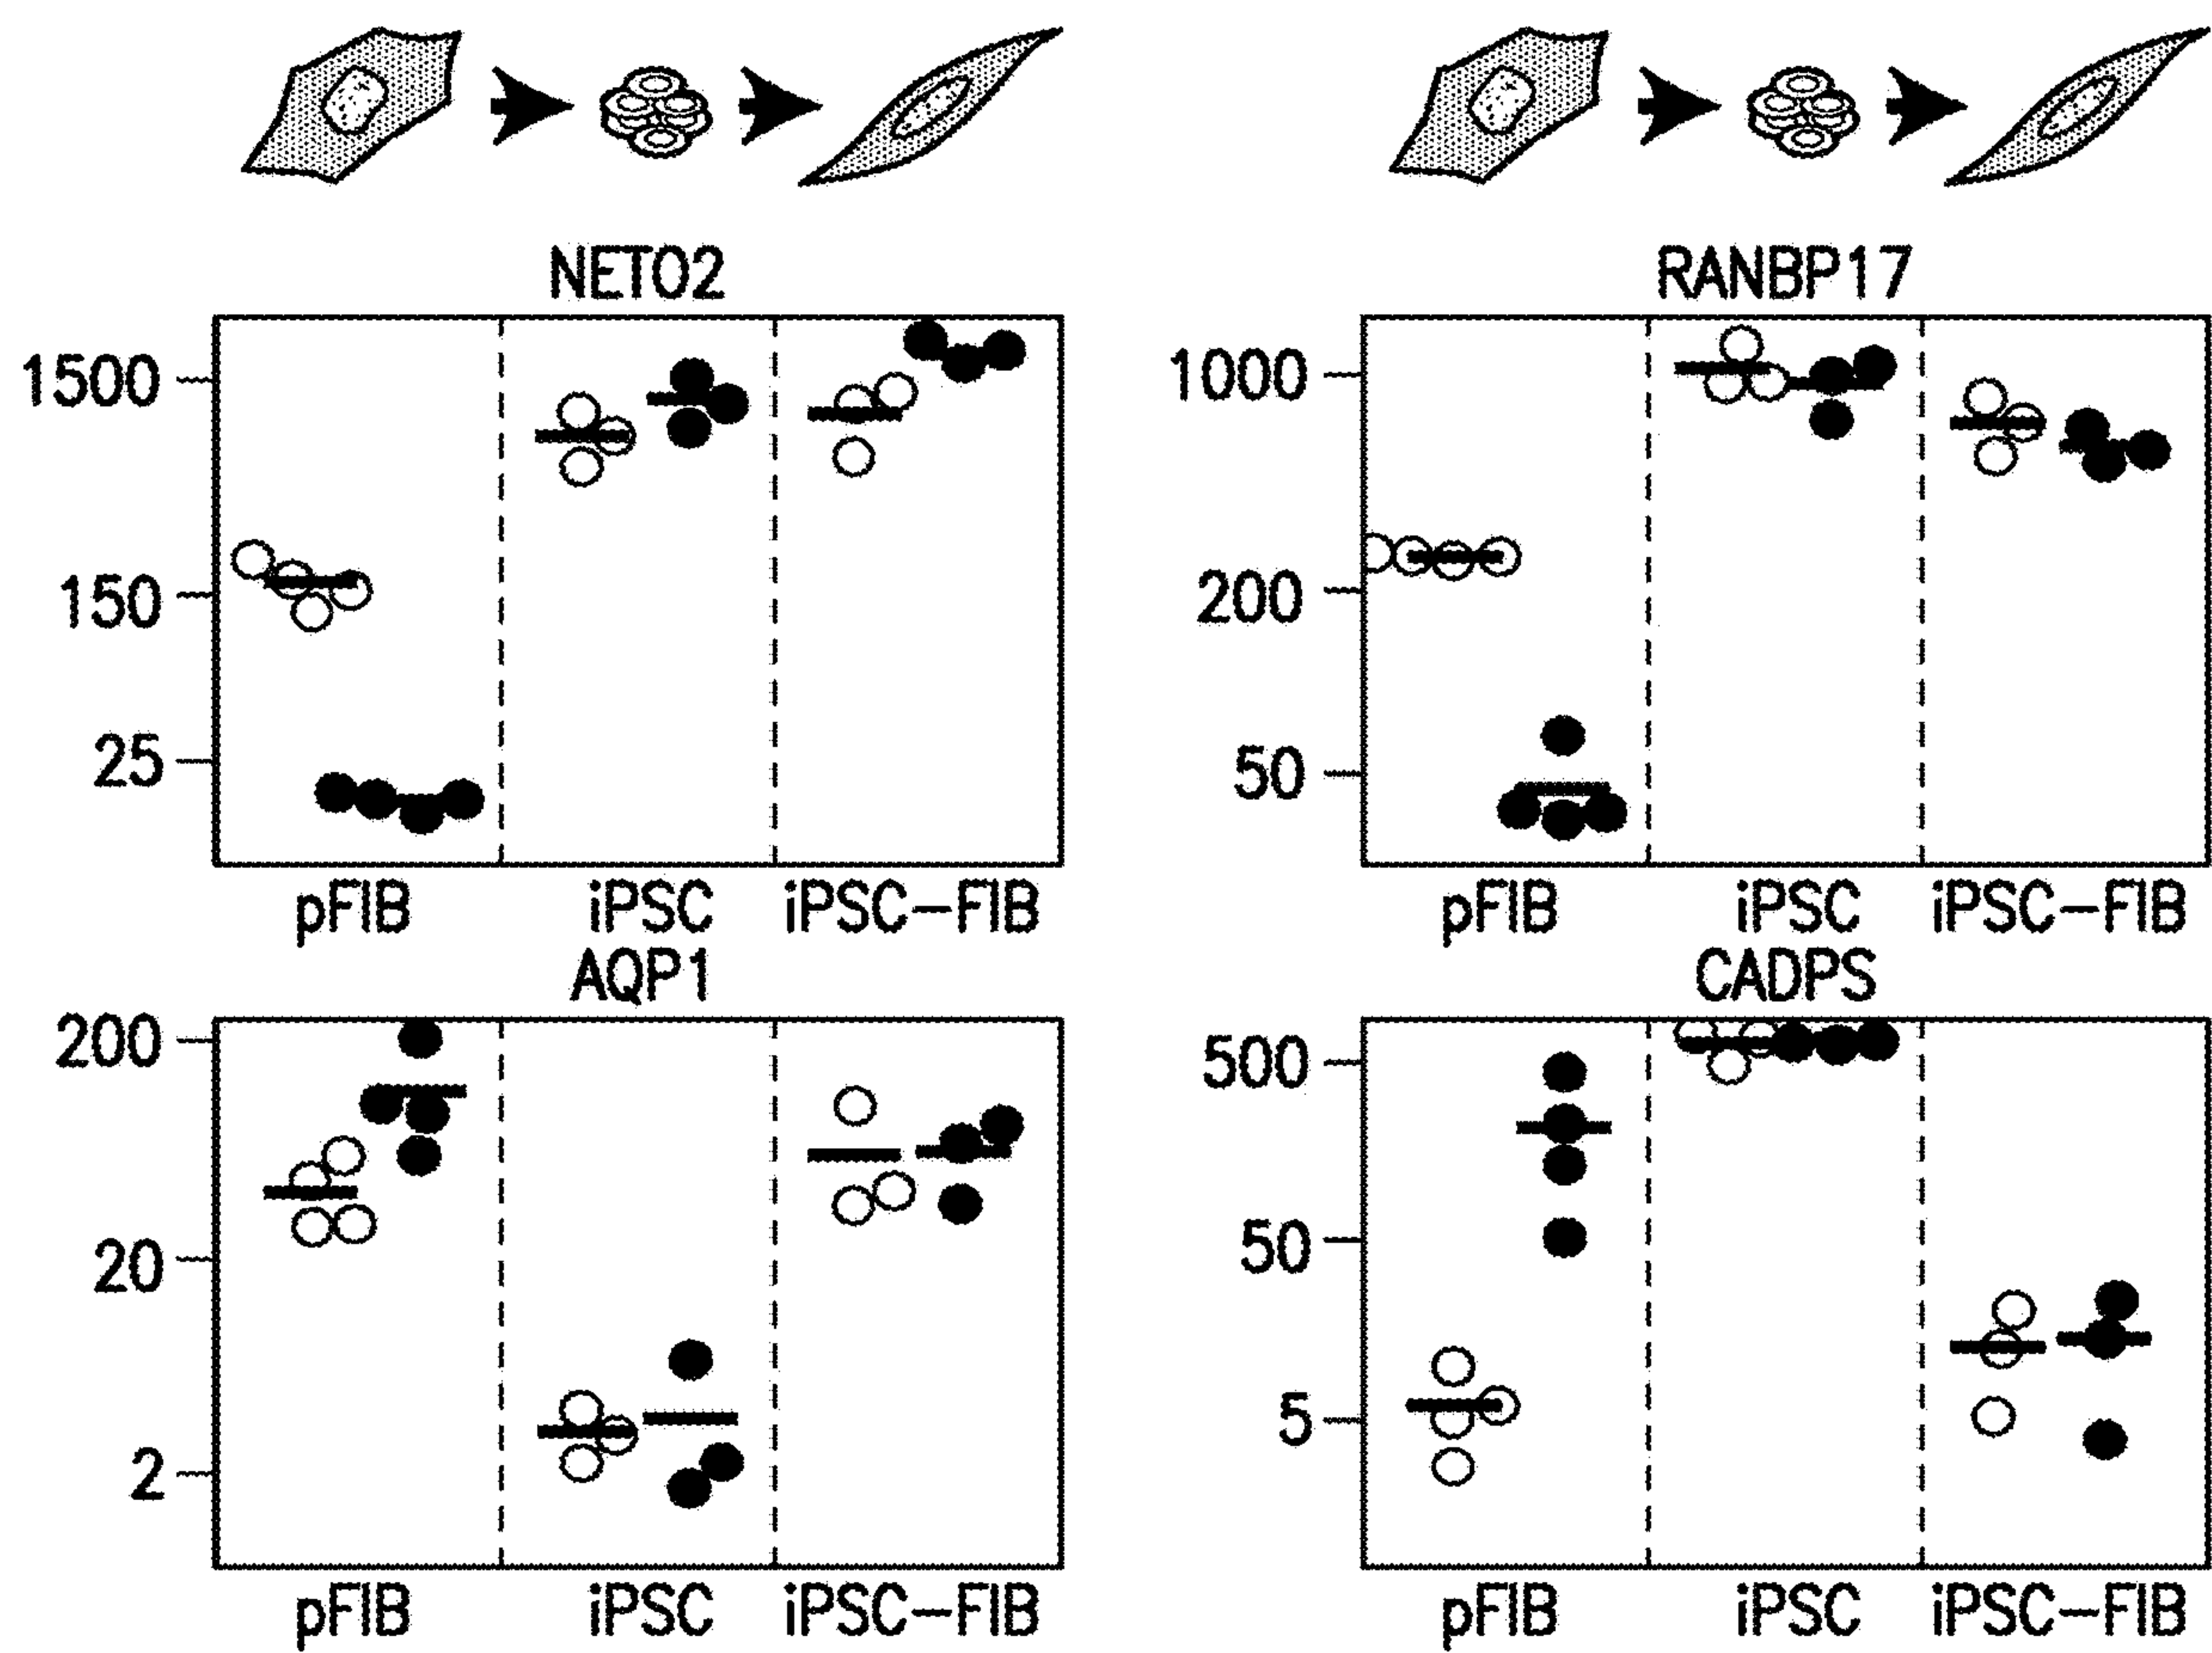 NETO2
1500
150
25
pFIB iPSC iPSC-FIB
RANBP17
1000
200
50
pFIB iPSC iPSC-FIB
AQP1
200
20
2
pFIB iPSC iPSC-FIB
CADPS
500
50
5
pFIB iPSC iPSC-FIB